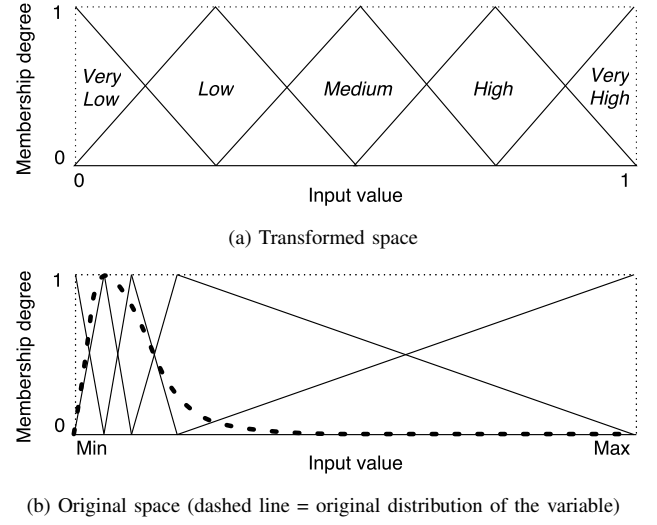 Membership degree
1
0
Very
Low
Low
Medium
High
Very
High
0
1
Input value
(a) Transformed space
Membership degree
1
0
Min
Max
Input value
(b) Original space (dashed line = original distribution of the variable)